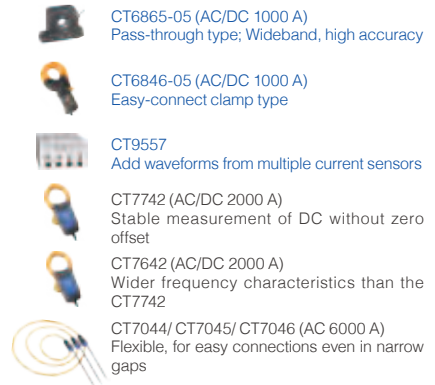 CT6865-05 (AC/DC 1000 A)
Pass-through type; Wideband, high accuracy
CT6846-05 (AC/DC 1000 A)
Easy-connect clamp type
CT9557
Add waveforms from multiple current sensors
CT7742 (AC/DC 2000 A)
Stable measurement of DC without zero
offset
CT7642 (AC/DC 2000 A)
Wider frequency characteristics than the
CT7742
CT7044/ CT7045/ CT7046 (AC 6000 A)
Flexible, for easy connections even in narrow
gaps